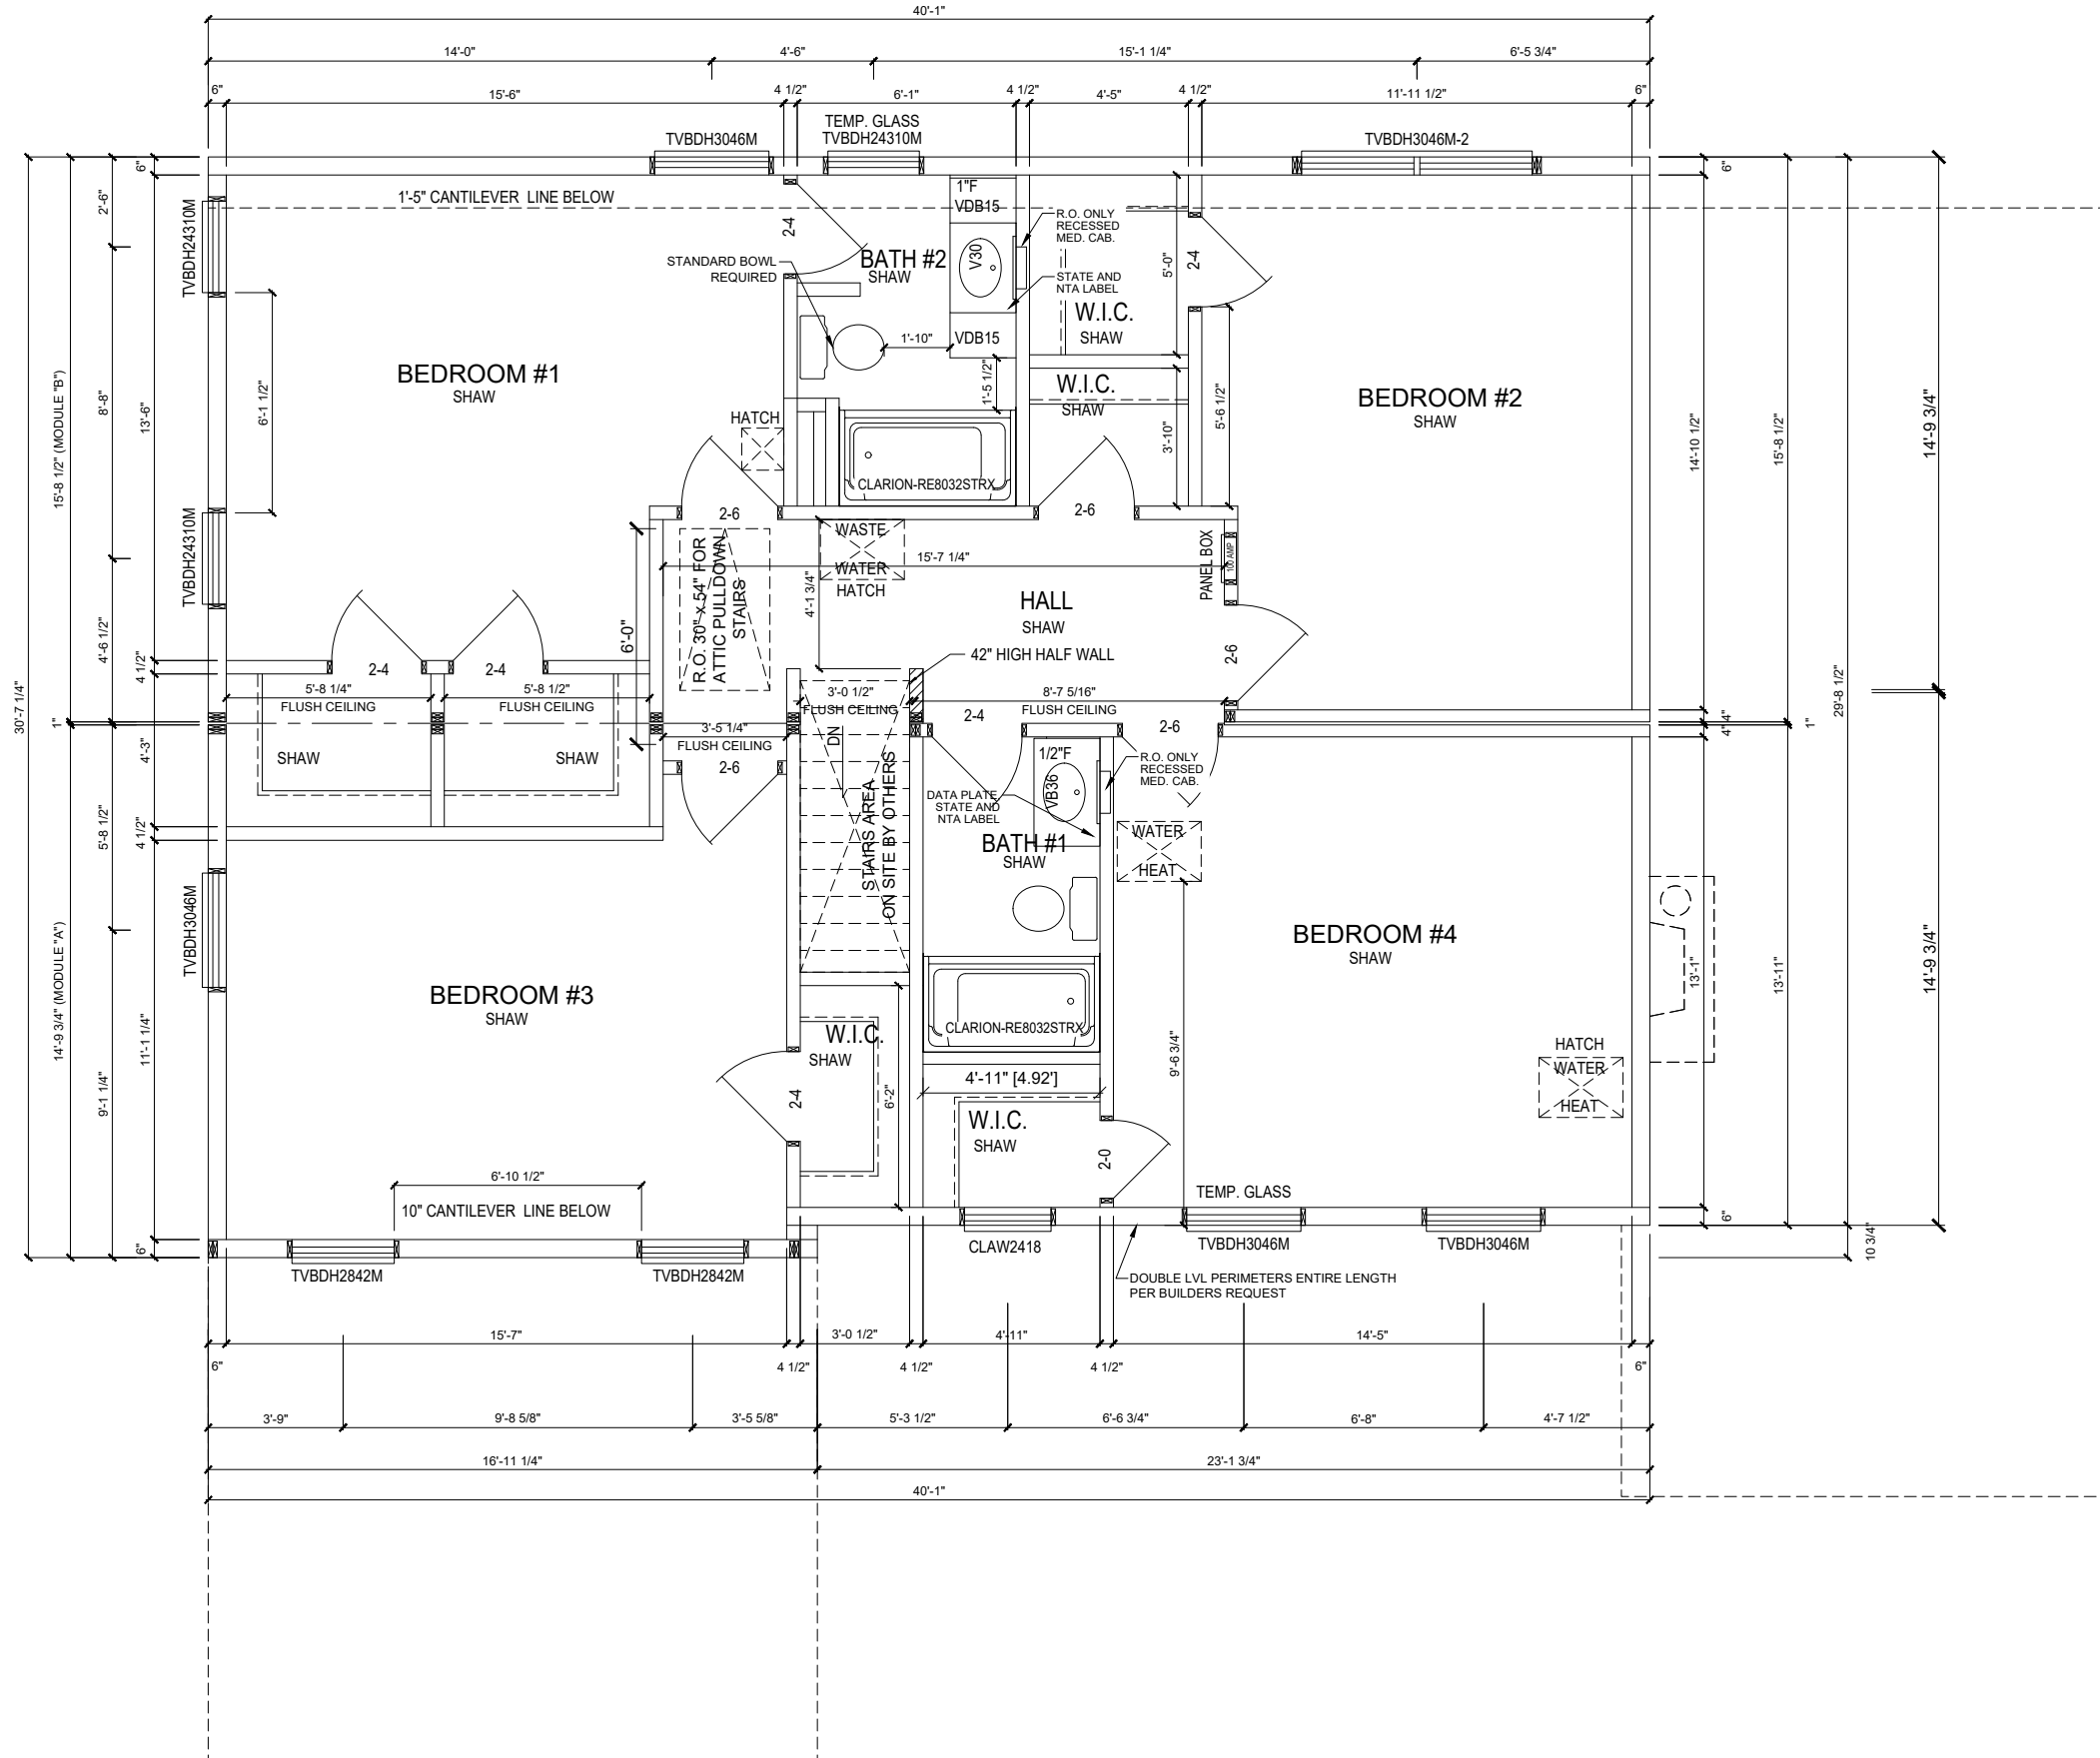 40'-1"
14'-0"
4'-6"
15'-1 1/4"
6'-5 3/4"
6"
15'-6"
4 1/2"
6'-1"
4 1/2"
4'-5"
4 1/2"
11'-11 1/2"
6"
TEMP. GLASS
TVBDH3046M
TVBDH24310M
TVBDH3046M-2
1'-5" CANTILEVER LINE BELOW
1"F
VDB15
R.O. ONLY
RECESSED
MED. CAB.
2-4
STANDARD BOWL
REQUIRED
BATH #2
SHAW
V30
STATE AND
NTA LABEL
5'-0"
2-4
W.I.C.
SHAW
1'-10"
VDB15
1'-5 1/2"
W.I.C.
SHAW
3'-10"
5'-6 1/2"
BEDROOM #1
SHAW
BEDROOM #2
SHAW
HATCH
CLARION-RE8032STRX
2-6
2-6
WASTE
WATER
HATCH
15'-7 1/4"
4'-1 3/4"
R.O. 30" x 54" FOR
ATTIC PULLDOWN
STAIRS
6'-0"
PANEL BOX
100 AMP
HALL
SHAW
42" HIGH HALF WALL
2-6
2-4
2-4
5'-8 1/4"
FLUSH CEILING
5'-8 1/2"
FLUSH CEILING
3'-0 1/2"
FLUSH CEILING
8'-7 5/16"
FLUSH CEILING
2-4
2-6
3'-5 1/4"
FLUSH CEILING
2-6
SHAW
SHAW
DN
STAIRS AREA
ON SITE BY OTHERS
1/2"F
VB36
R.O. ONLY
RECESSED
MED. CAB.
DATA PLATE
STATE AND
NTA LABEL
BATH #1
SHAW
WATER
HEAT
BEDROOM #3
SHAW
BEDROOM #4
SHAW
CLARION-RE8032STRX
W.I.C.
SHAW
2-4
6'-2"
4'-11" [4.92']
W.I.C.
SHAW
2-0
9'-6 3/4"
HATCH
WATER
HEAT
TEMP. GLASS
6'-10 1/2"
10" CANTILEVER LINE BELOW
TVBDH2842M
TVBDH2842M
CLAW2418
TVBDH3046M
TVBDH3046M
DOUBLE LVL PERIMETERS ENTIRE LENGTH
PER BUILDERS REQUEST
TVBDH24310M
TVBDH24310M
TVBDH3046M
6'-1 1/2"
30'-7 1/4"
15'-8 1/2" (MODULE "B")
1"
14'-9 3/4" (MODULE "A")
2'-6"
8'-8"
4'-6 1/2"
5'-8 1/2"
9'-1 1/4"
6"
13'-6"
4 1/2"
4'-3"
4 1/2"
11'-1 1/4"
6"
6"
14'-10 1/2"
4"
4"
13'-1"
6"
15'-8 1/2"
1"
13'-11"
29'-8 1/2"
10 3/4"
14'-9 3/4"
14'-9 3/4"
15'-7"
3'-0 1/2"
4'-11"
14'-5"
6"
4 1/2"
4 1/2"
4 1/2"
6"
3'-9"
9'-8 5/8"
3'-5 5/8"
5'-3 1/2"
6'-6 3/4"
6'-8"
4'-7 1/2"
16'-11 1/4"
23'-1 3/4"
40'-1"